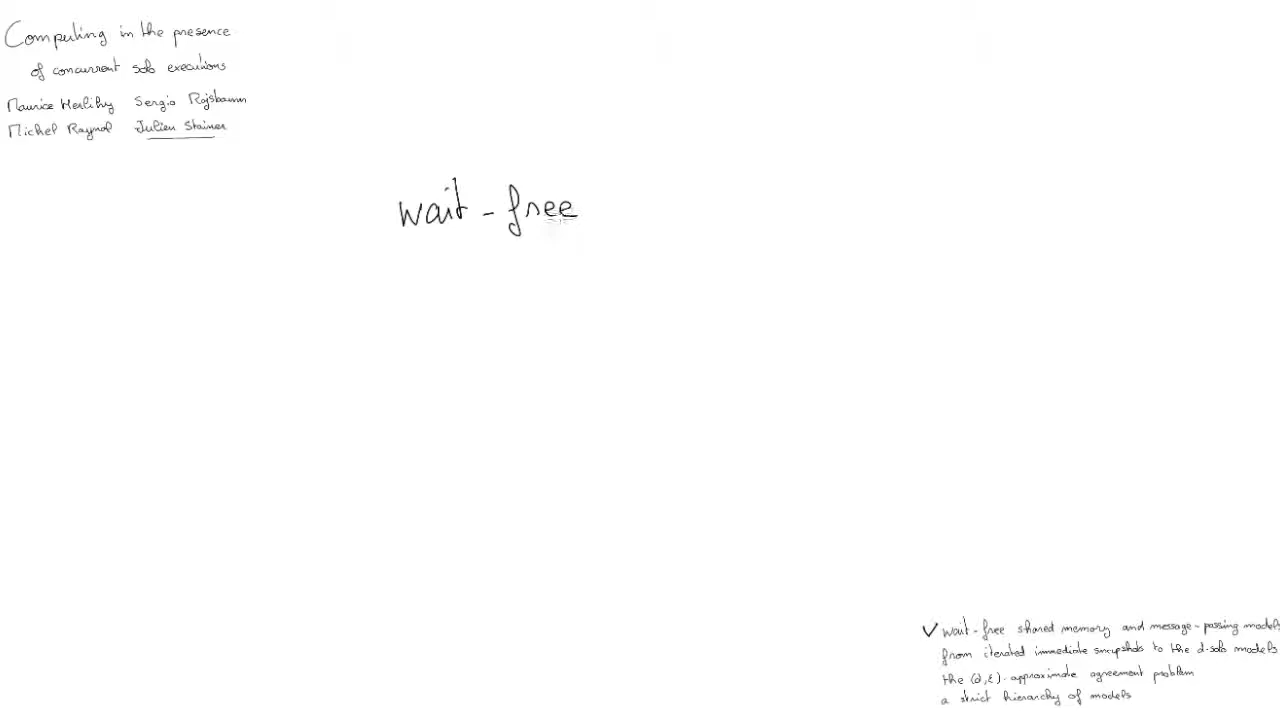 Computing in the presence
of concurrent solo executions
Maurice Herlihy Sergio Rajsbaum
Michel Raynal Julien Stainer
wait-free
✓ wait-free shared memory and message-passing models
from iterated immediate snapshots to the d-solo models
the (d,ε)-approximate agreement problem
a strict hierarchy of models